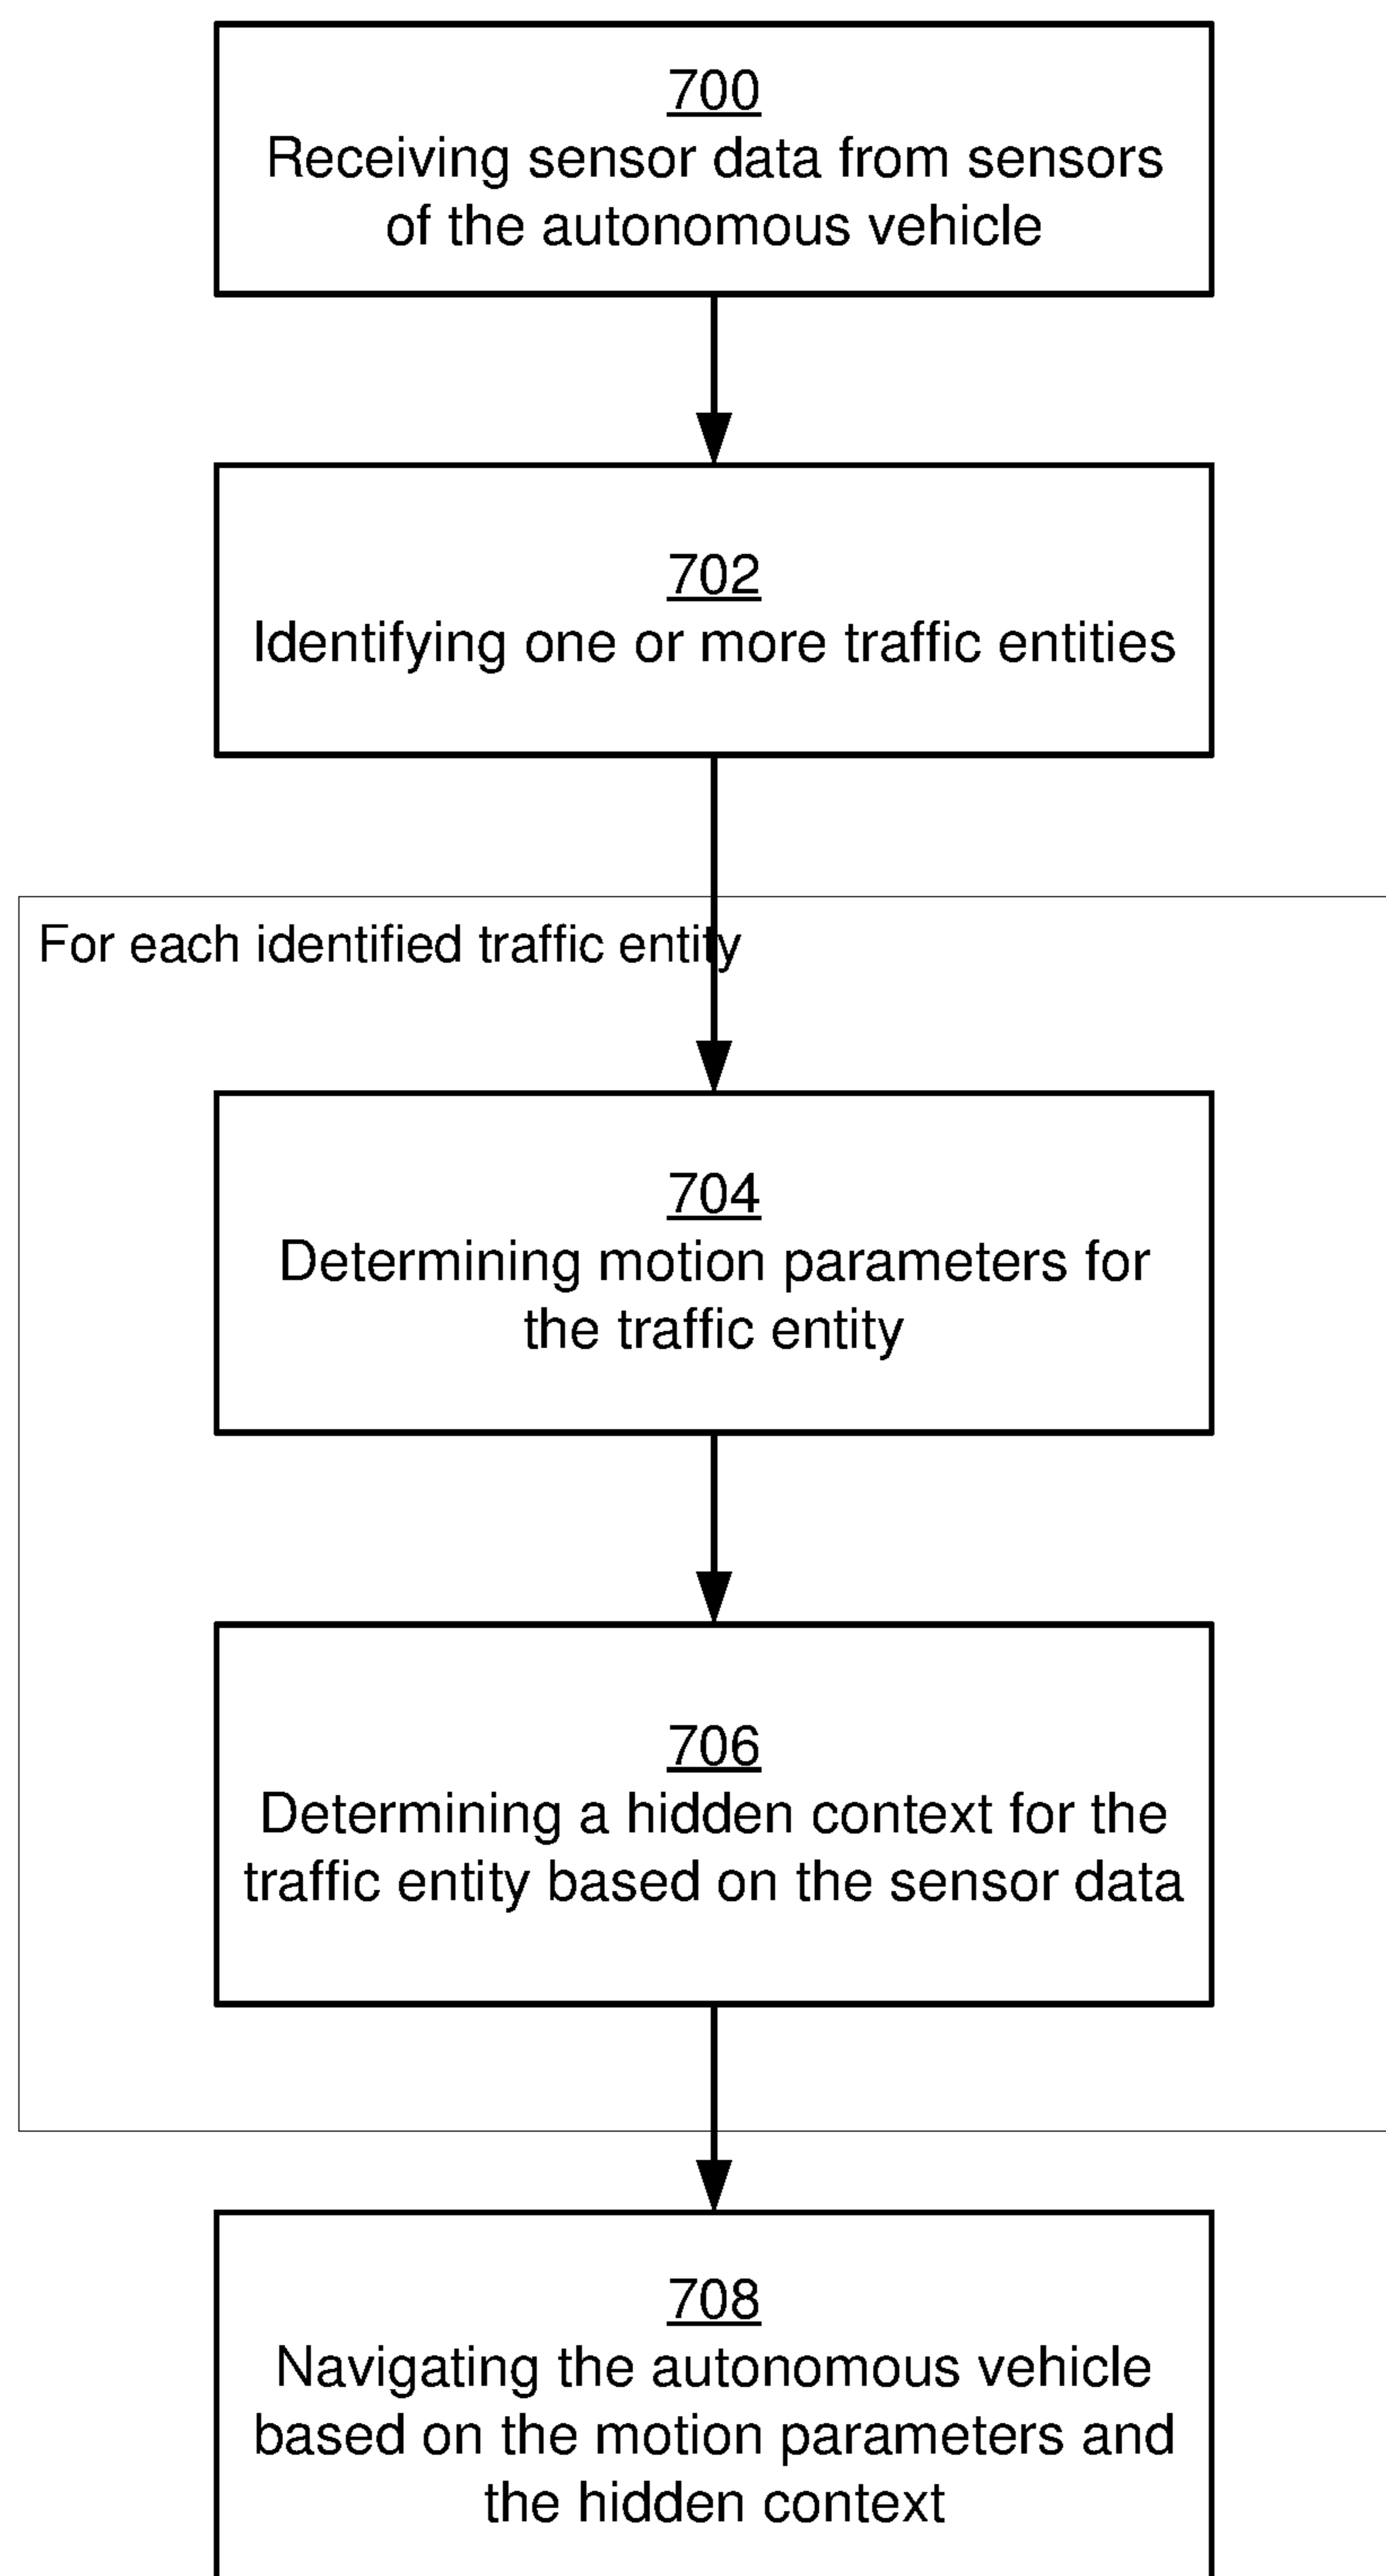 700
Receiving sensor data from sensors
of the autonomous vehicle
702
Identifying one or more traffic entities
For each identified traffic entity
704
Determining motion parameters for
the traffic entity
706
Determining a hidden context for the
traffic entity based on the sensor data
708
Navigating the autonomous vehicle
based on the motion parameters and
the hidden context